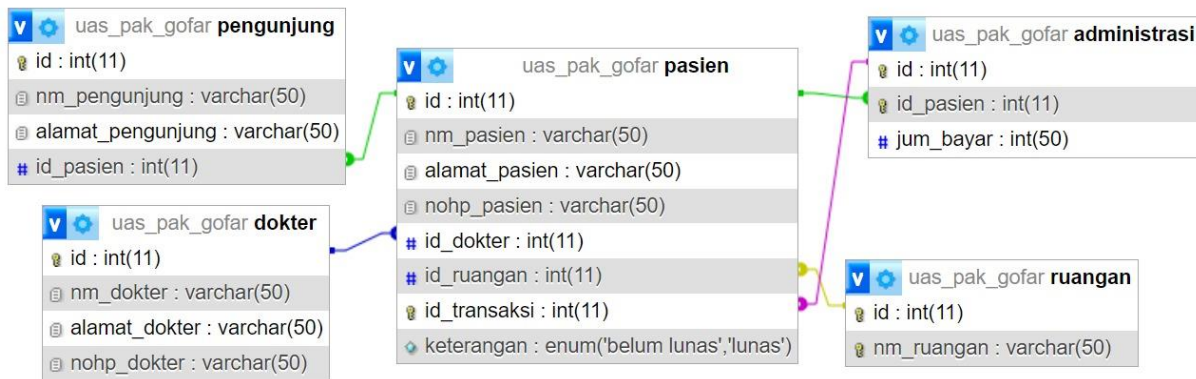 uas_pak_gofar pengunjung
id : int(11)
nm_pengunjung : varchar(50)
alamat_pengunjung : varchar(50)
# id_pasien : int(11)
uas_pak_gofar dokter
id : int(11)
nm_dokter : varchar(50)
alamat_dokter : varchar(50)
nohp_dokter : varchar(50)
uas_pak_gofar pasien
id : int(11)
nm_pasien : varchar(50)
alamat_pasien : varchar(50)
nohp_pasien : varchar(50)
# id_dokter : int(11)
# id_ruangan : int(11)
id_transaksi : int(11)
keterangan : enum('belum lunas','lunas')
uas_pak_gofar administrasi
id : int(11)
id_pasien : int(11)
# jum_bayar : int(50)
uas_pak_gofar ruangan
id : int(11)
nm_ruangan : varchar(50)